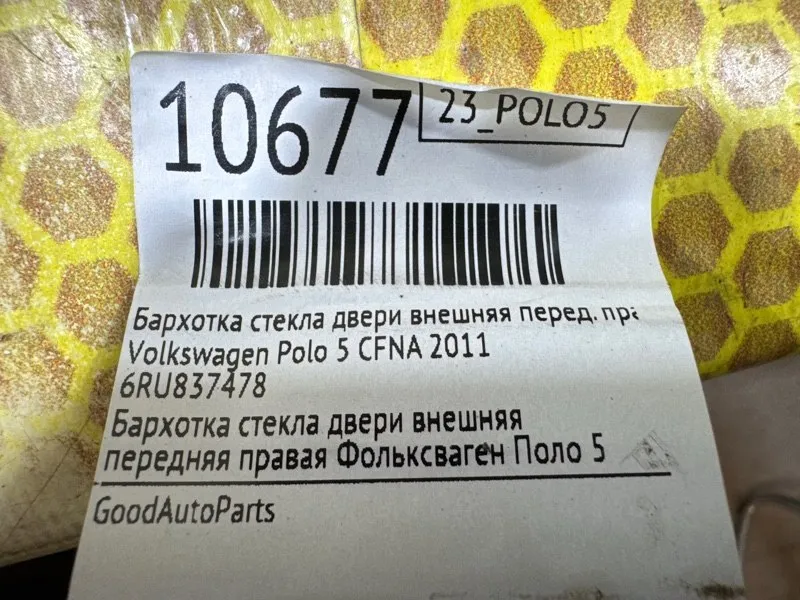 10677
23_POLO5
Бархотка стекла двери внешняя перед. пра
Volkswagen Polo 5 CFNA 2011
6RU837478
Бархотка стекла двери внешняя
передняя правая Фольксваген Поло 5
GoodAutoParts